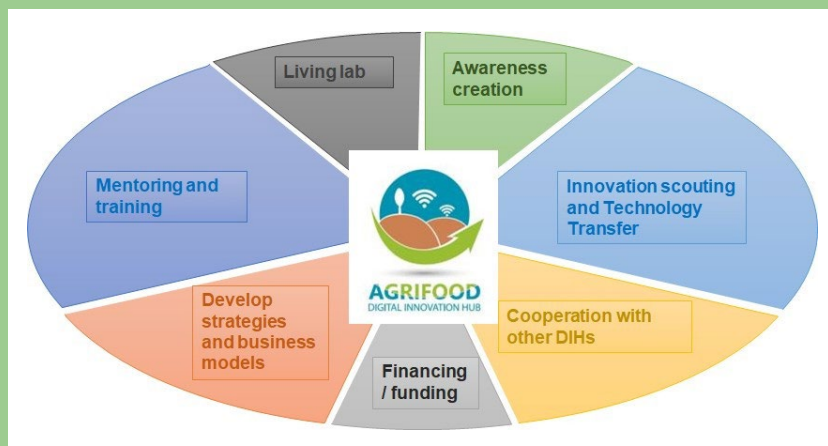 Living lab
Awareness
creation
Mentoring and
training
Innovation scouting
and Technology
Transfer
AGRIFOOD
DIGITAL INNOVATION HUB
Develop
strategies
and business
models
Cooperation with
other DIHs
Financing
/ funding